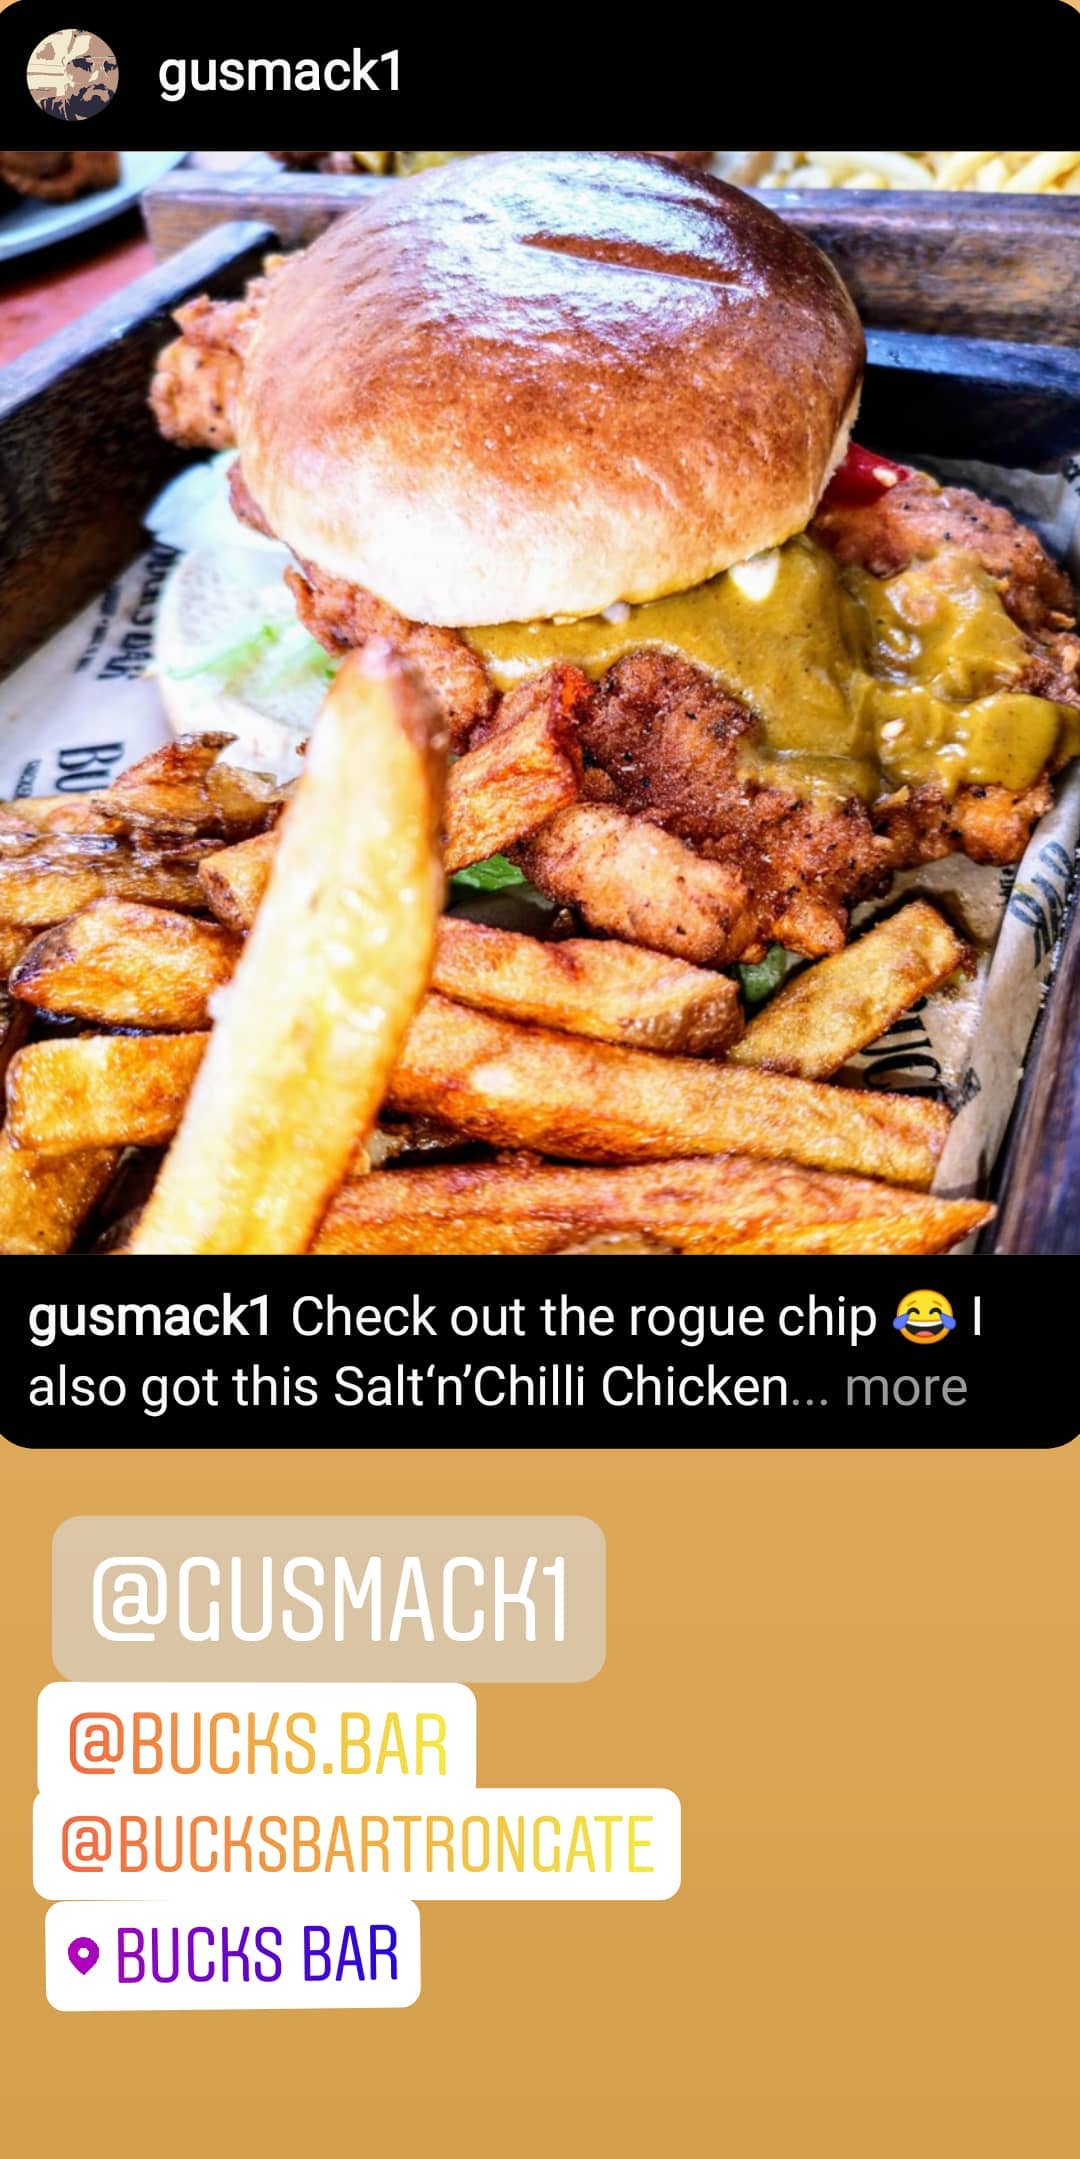 gusmack1
BU
gusmack1 Check out the rogue chip 😂 I
also got this Salt‘n’Chilli Chicken... more
@GUSMACK1
@BUCKS.BAR
@BUCKSBARTRONGATE
BUCKS BAR